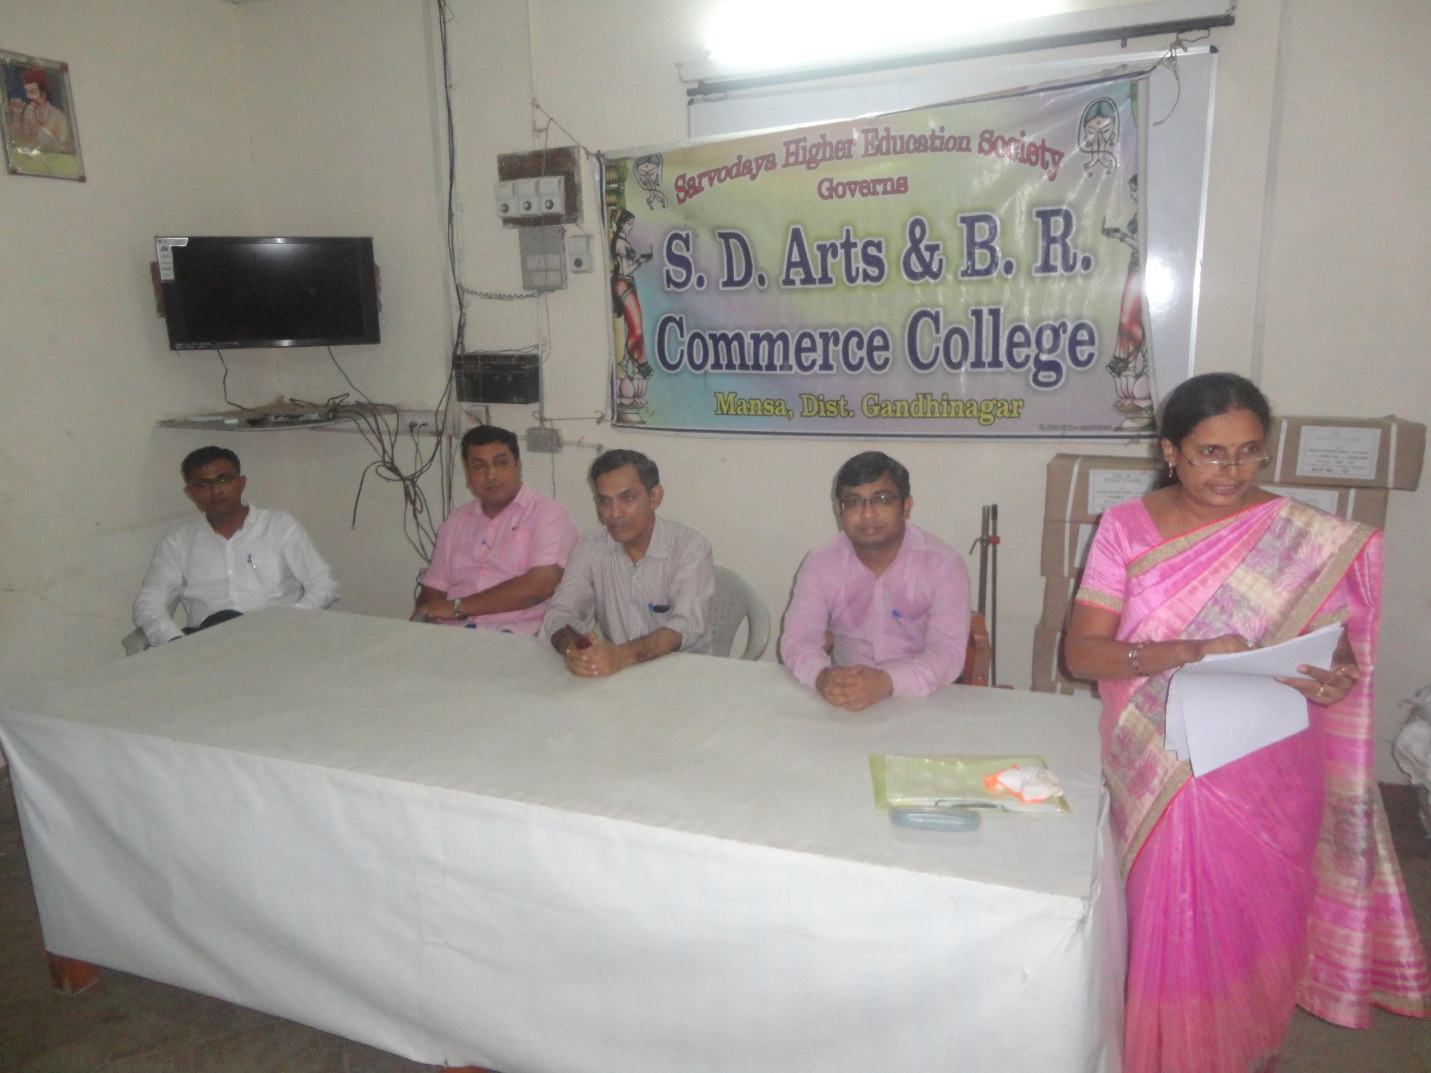 Sarvodaya Higher Education Society
Governs
S. D. Arts & B. R.
Commerce College
Mansa, Dist. Gandhinagar